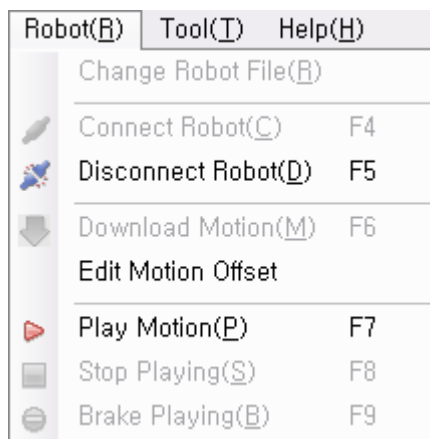 Robot(R) Tool(T) Help(H)
Change Robot File(R)
Connect Robot(C) F4
Disconnect Robot(D) F5
Download Motion(M) F6
Edit Motion Offset
Play Motion(P) F7
Stop Playing(S) F8
Brake Playing(B) F9